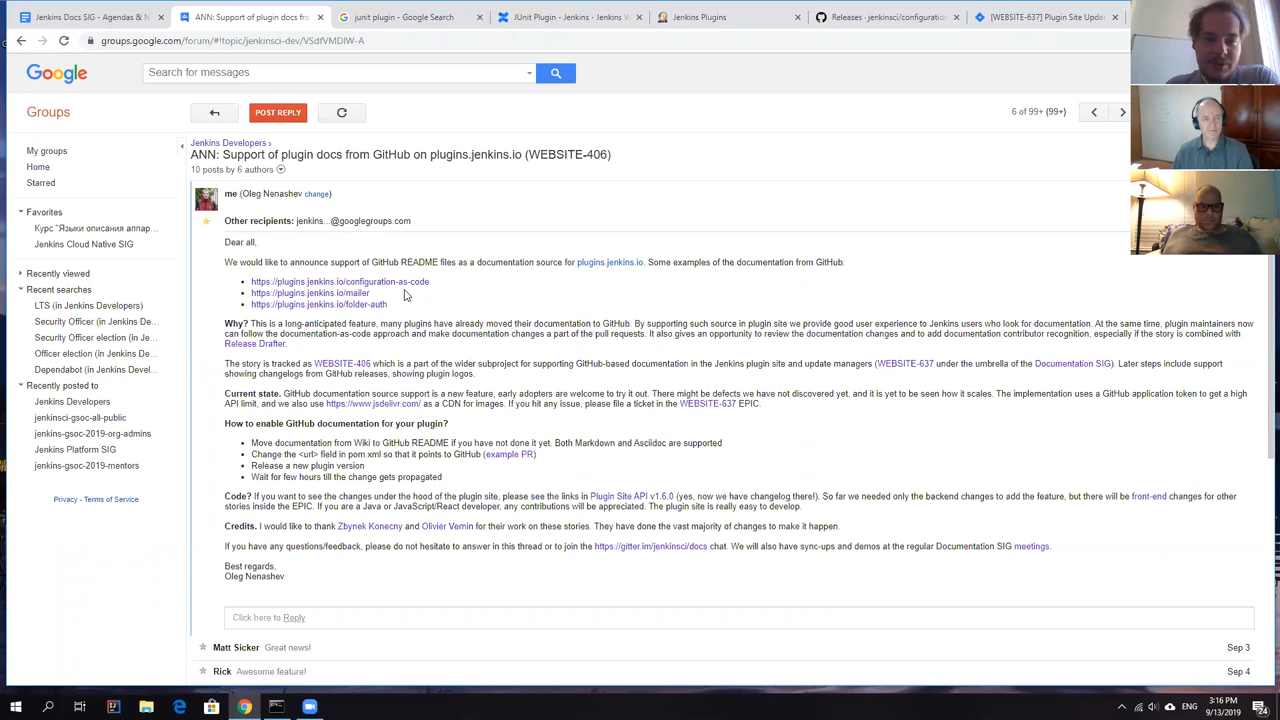 Jenkins Docs SIG - Agendas & N
ANN: Support of plugin docs from
junit plugin - Google Search
JUnit Plugin - Jenkins - Jenkins W
Jenkins Plugins
Releases · jenkinsci/configuration
[WEBSITE-637] Plugin Site Upda
groups.google.com/forum/#!topic/jenkinsci-dev/VSdfVMDlW-A
Google
Search for messages
Groups
POST REPLY
6 of 99+ (99+)
My groups
Home
Starred
Favorites
Курс "Языки описания аппар...
Jenkins Cloud Native SIG
Recently viewed
Recent searches
LTS (in Jenkins Developers)
Security Officer (in Jenkins De...
Officer election (in Jenkins De...
Security Officer election (in Je...
Dependabot (in Jenkins Devel...
Recently posted to
Jenkins Developers
jenkinsci-gsoc-all-public
jenkins-gsoc-2019-org-admins
Jenkins Platform SIG
jenkins-gsoc-2019-mentors
Privacy - Terms of Service
Jenkins Developers ›
ANN: Support of plugin docs from GitHub on plugins.jenkins.io (WEBSITE-406)
10 posts by 6 authors
me (Oleg Nenashev change)
Other recipients: jenkins...@googlegroups.com
Dear all,
We would like to announce support of GitHub README files as a documentation source for plugins.jenkins.io. Some examples of the documentation from GitHub:
• https://plugins.jenkins.io/configuration-as-code
• https://plugins.jenkins.io/mailer
• https://plugins.jenkins.io/folder-auth
Why? This is a long-anticipated feature, many plugins have already moved their documentation to GitHub. By supporting such source in plugin site we provide good user experience to Jenkins users who look for documentation. At the same time, plugin maintainers now
can follow the documentation-as-code approach and make documentation changes a part of the pull requests. It also gives an opportunity to review the documentation changes and to add documentation contributor recognition, especially if the story is combined with
Release Drafter.
The story is tracked as WEBSITE-406 which is a part of the wider subproject for supporting GitHub-based documentation in the Jenkins plugin site and update managers (WEBSITE-637 under the umbrella of the Documentation SIG). Later steps include support
showing changelogs from GitHub releases, showing plugin logos.
Current state. GitHub documentation source support is a new feature, early adopters are welcome to try it out. There might be defects we have not discovered yet, and it is yet to be seen how it scales. The implementation uses a GitHub application token to get a high
API limit, and we also use https://www.jsdelivr.com/ as a CDN for images. If you hit any issue, please file a ticket in the WEBSITE-637 EPIC.
How to enable GitHub documentation for your plugin?
• Move documentation from Wiki to GitHub README if you have not done it yet. Both Markdown and Asciidoc are supported
• Change the <url> field in pom.xml so that it points to GitHub (example PR)
• Release a new plugin version
• Wait for few hours till the change gets propagated
Code? If you want to see the changes under the hood of the plugin site, please see the links in Plugin Site API v1.6.0 (yes, now we have changelog there!). So far we needed only the backend changes to add the feature, but there will be front-end changes for other
stories inside the EPIC. If you are a Java or JavaScript/React developer, any contributions will be appreciated. The plugin site is really easy to develop.
Credits. I would like to thank Zbynek Konecny and Olivier Vernin for their work on these stories. They have done the vast majority of changes to make it happen.
If you have any questions/feedback, please do not hesitate to answer in this thread or to join the https://gitter.im/jenkinsci/docs chat. We will also have sync-ups and demos at the regular Documentation SIG meetings.
Best regards,
Oleg Nenashev
Click here to Reply
Matt Sicker Great news! Sep 3
Rick Awesome feature! Sep 4
ENG
3:16 PM
9/13/2019
24